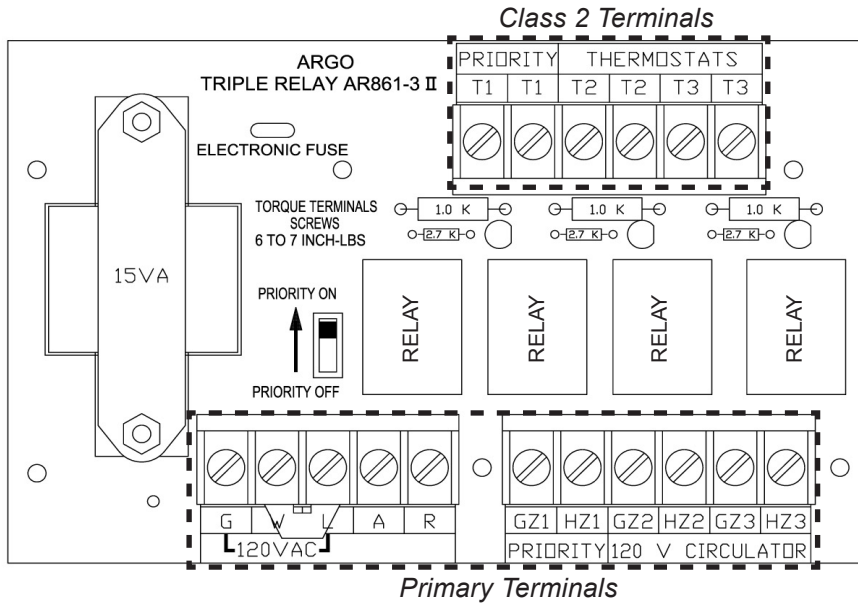 Class 2 Terminals
ARGO
TRIPLE RELAY AR861-3 II
PRIORITY THERMOSTATS
T1 T1 T2 T2 T3 T3
ELECTRONIC FUSE
TORQUE TERMINALS
SCREWS
6 TO 7 INCH-LBS
1.0 K 1.0 K 1.0 K
2.7 K 2.7 K 2.7 K
15VA
PRIORITY ON
PRIORITY OFF
RELAY RELAY RELAY RELAY
G W L A R GZ1 HZ1 GZ2 HZ2 GZ3 HZ3
120VAC PRIORITY 120 V CIRCULATOR
Primary Terminals